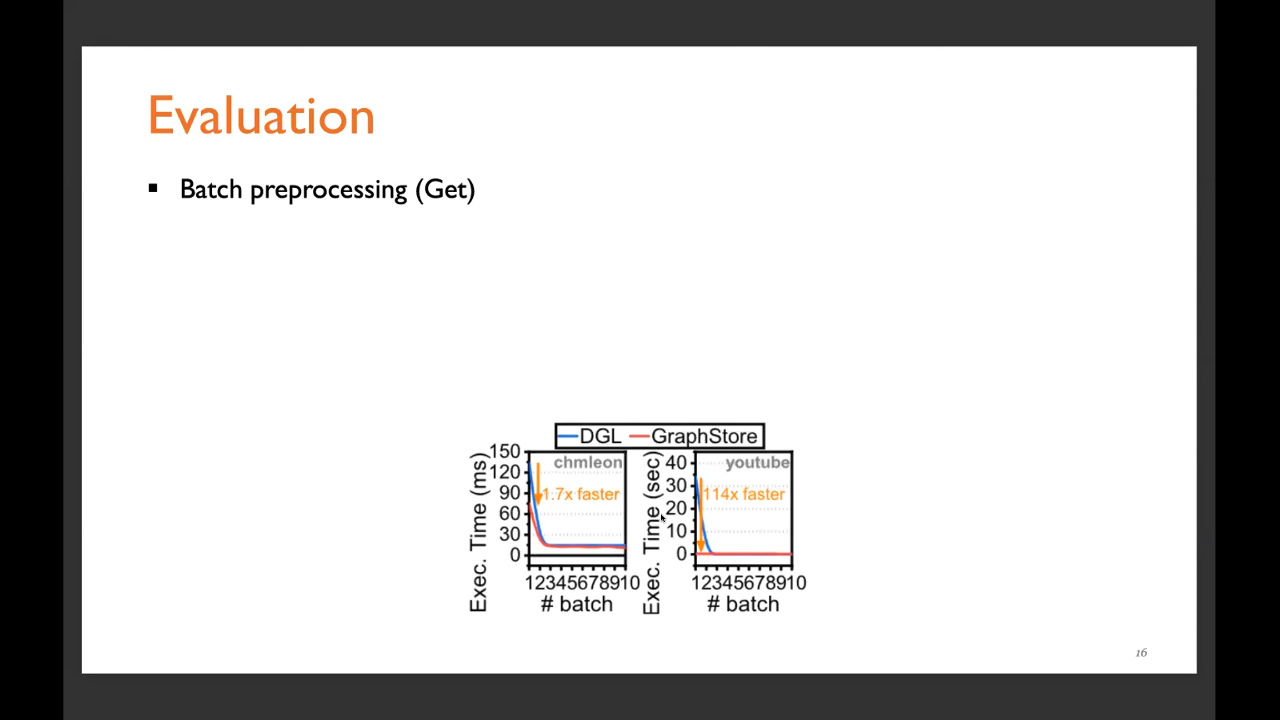 Evaluation
▪ Batch preprocessing (Get)
DGL GraphStore
Exec. Time (ms)
150
120
90
60
30
0
chmleon
1.7x faster
12345678910
# batch
Exec. Time (sec)
40
30
20
10
0
youtube
114x faster
12345678910
# batch
16